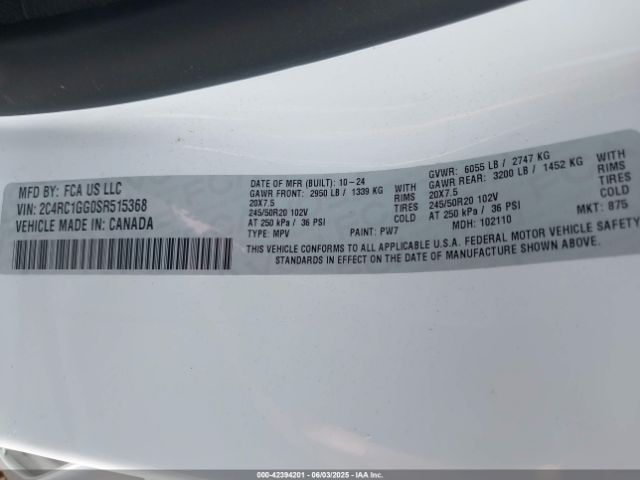 MFD BY: FCA US LLC
VIN: 2C4RC1GG0SR515368
VEHICLE MADE IN: CANADA
DATE OF MFR (BUILT): 10-24
GAWR FRONT: 2950 LB / 1339 KG WITH
20X7.5 RIMS
245/50R20 102V TIRES
AT 250 kPa / 36 PSI COLD
TYPE: MPV PAINT: PW7
GVWR: 6055 LB / 2747 KG
GAWR REAR: 3200 LB / 1452 KG WITH
20X7.5 RIMS
245/50R20 102V TIRES
AT 250 kPa / 36 PSI COLD
MDH: 102110 MKT: 875
THIS VEHICLE CONFORMS TO ALL APPLICABLE U.S.A. FEDERAL MOTOR VEHICLE SAFETY
STANDARDS IN EFFECT ON THE DATE OF MANUFACTURE SHOWN ABOVE.
000-42394201 - 06/03/2025 - IAAI.com